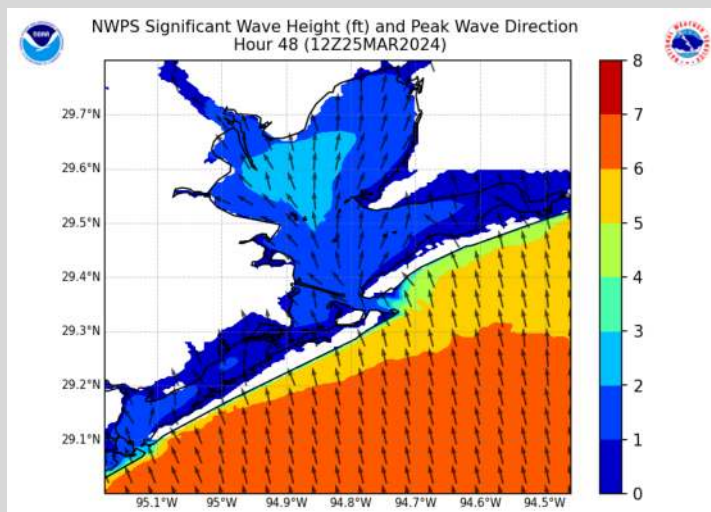 NWPS Significant Wave Height (ft) and Peak Wave Direction
Hour 48 (12Z25MAR2024)
29.7°N
29.6°N
29.5°N
29.4°N
29.3°N
29.2°N
29.1°N
95.1°W 95°W 94.9°W 94.8°W 94.7°W 94.6°W 94.5°W
8
7
6
5
4
3
2
1
0